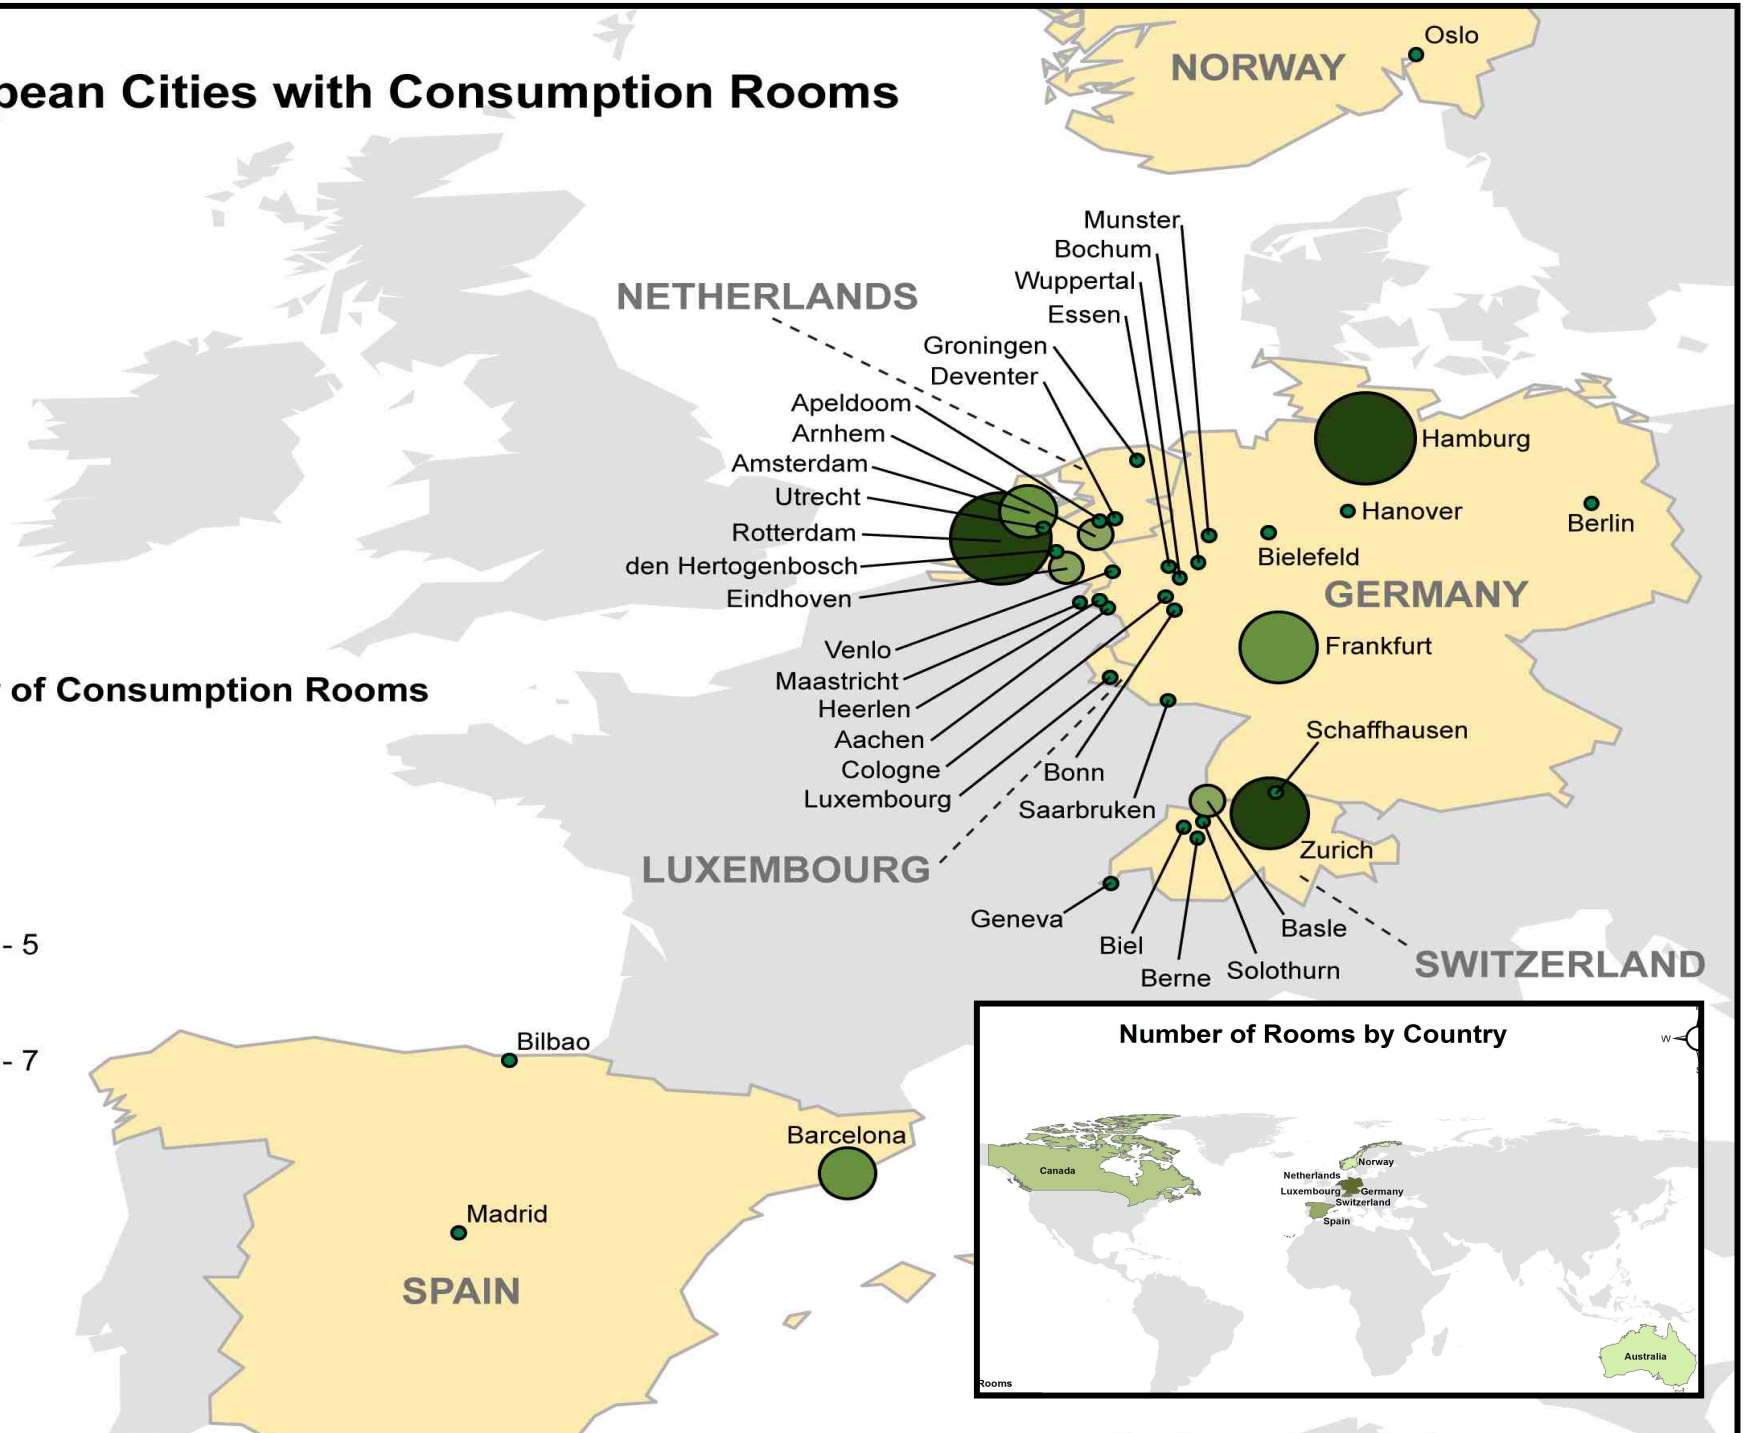 Oslo
NORWAY
pean Cities with Consumption Rooms
Munster
Bochum
Wuppertal
Essen
NETHERLANDS
Groningen
Deventer
Apeldoom
Arnhem
Amsterdam
Utrecht
Rotterdam
den Hertogenbosch
Eindhoven
Hamburg
Hanover
Berlin
Bielefeld
GERMANY
Frankfurt
Venlo
Maastricht
Heerlen
Aachen
Cologne
Luxembourg
Bonn
Saarbruken
Schaffhausen
r of Consumption Rooms
Zurich
LUXEMBOURG
Geneva
Biel
Berne
Solothurn
Basle
SWITZERLAND
- 5
- 7
Bilbao
Barcelona
Madrid
SPAIN
Number of Rooms by Country
W
Canada
Norway
Netherlands
Luxembourg
Germany
Switzerland
Spain
Australia
Rooms